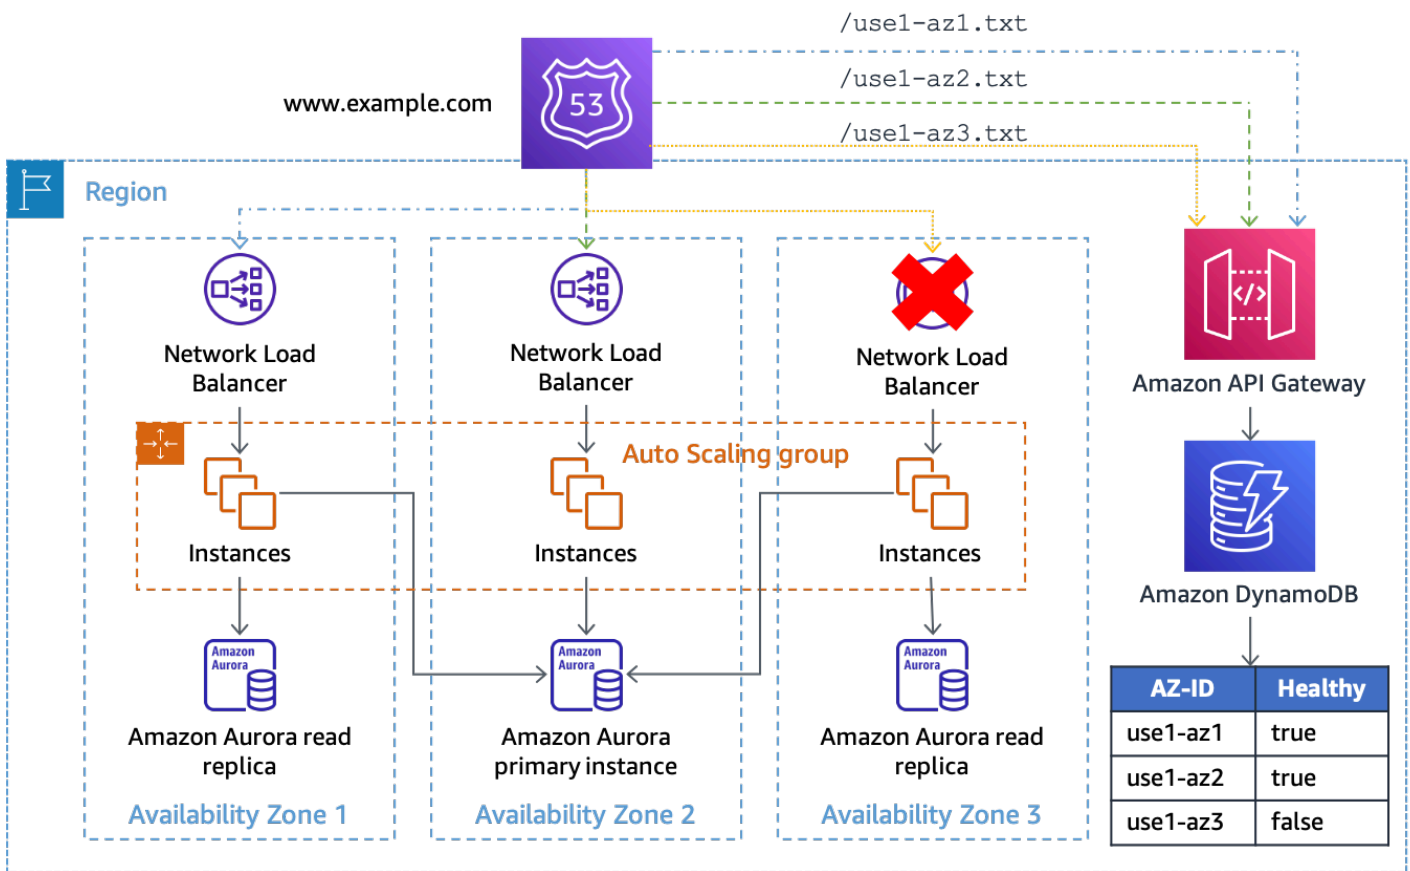 /use1-az1.txt
/use1-az2.txt
/use1-az3.txt
www.example.com
53
Region
Network Load
Balancer
Network Load
Balancer
Network Load
Balancer
Amazon API Gateway
Auto Scaling group
Instances
Instances
Instances
Amazon DynamoDB
Amazon
Aurora
Amazon
Aurora
Amazon
Aurora
Amazon Aurora read
replica
Amazon Aurora
primary instance
Amazon Aurora read
replica
Availability Zone 1
Availability Zone 2
Availability Zone 3
AZ-ID Healthy
use1-az1 true
use1-az2 true
use1-az3 false